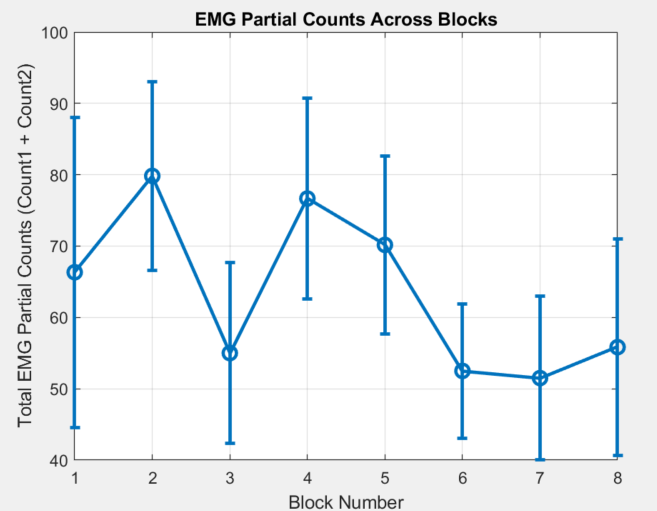 EMG Partial Counts Across Blocks
Total EMG Partial Counts (Count1 + Count2)
100
90
80
70
60
50
40
1 2 3 4 5 6 7 8
Block Number